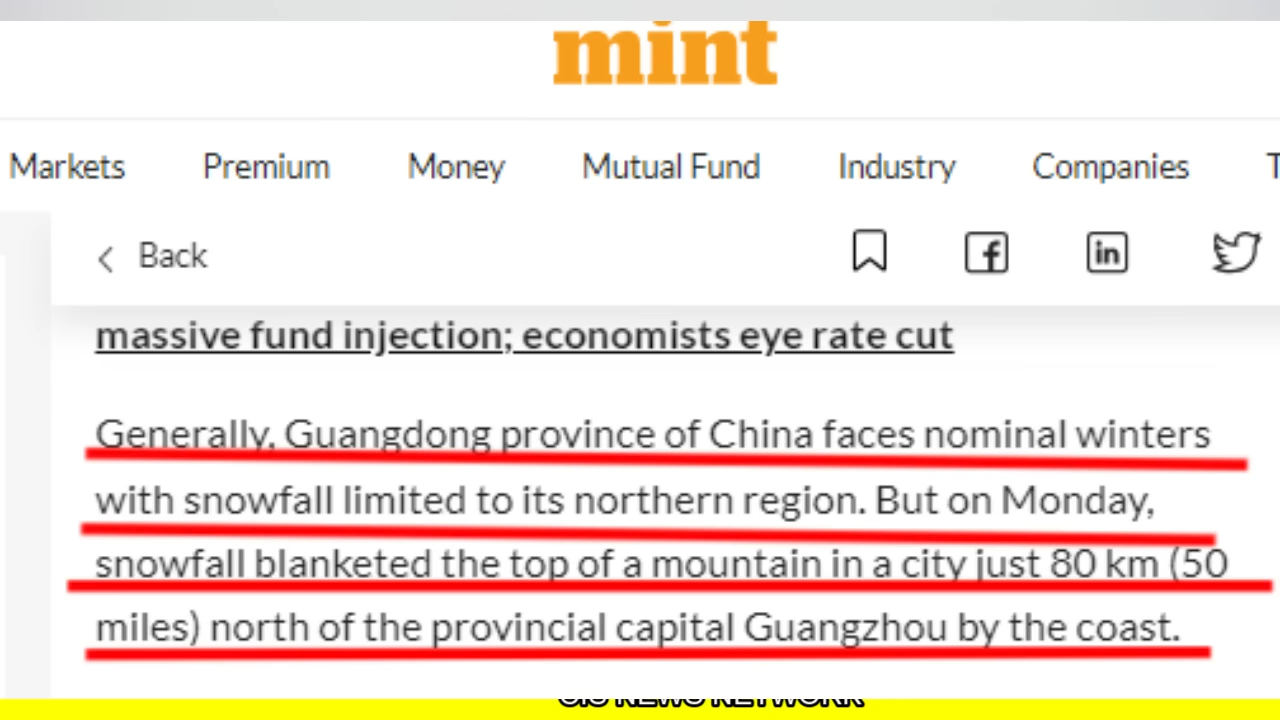 mint
Markets Premium Money Mutual Fund Industry Companies T
Back
massive fund injection; economists eye rate cut
Generally, Guangdong province of China faces nominal winters
with snowfall limited to its northern region. But on Monday,
snowfall blanketed the top of a mountain in a city just 80 km (50
miles) north of the provincial capital Guangzhou by the coast.
NEWS NETWORK